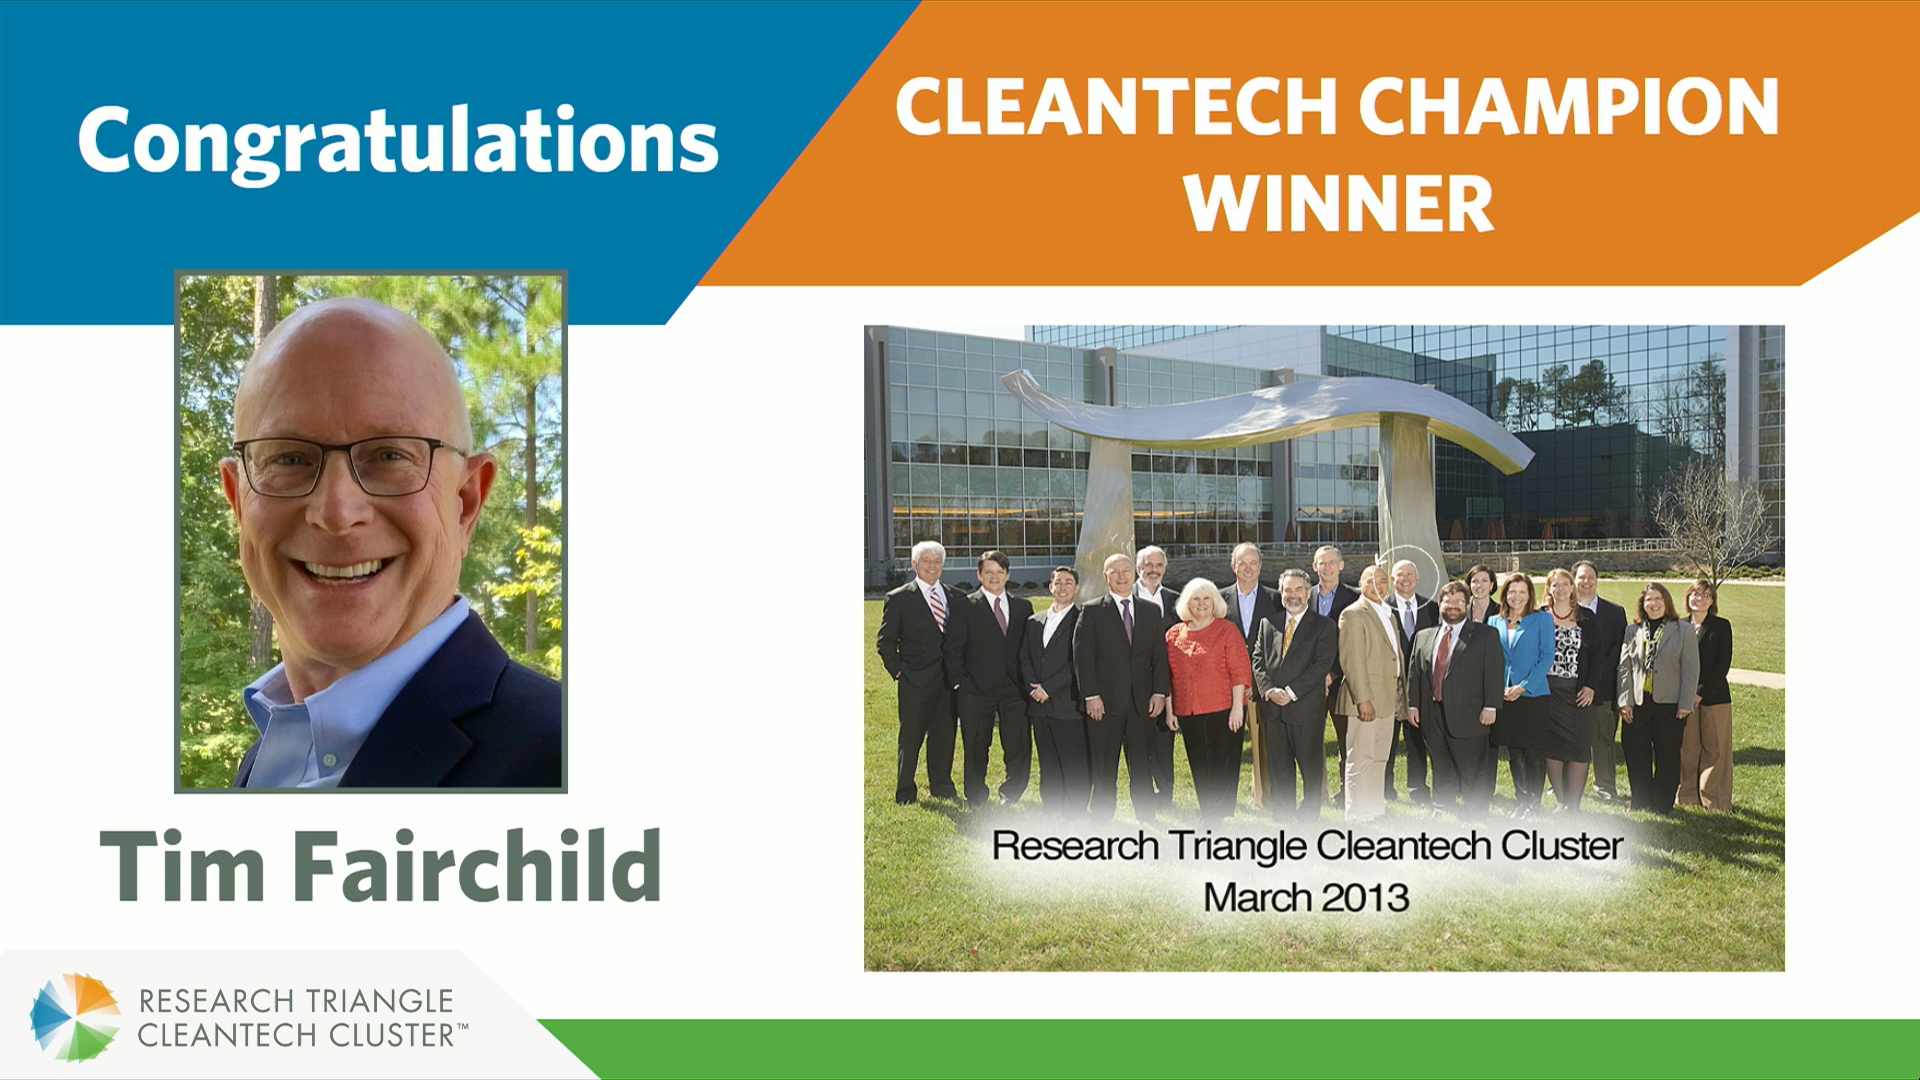 Congratulations
CLEANTECH CHAMPION
WINNER
Tim Fairchild
Research Triangle Cleantech Cluster
March 2013
RESEARCH TRIANGLE
CLEANTECH CLUSTER™